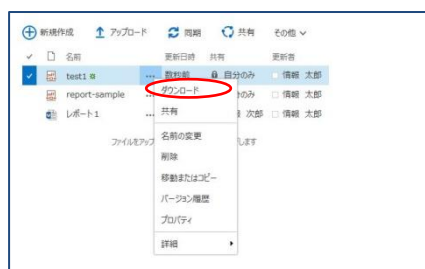 新規作成 アップロード 同期 共有 その他
名前 更新日時 共有 更新者
test1 ... 数秒前 自分のみ 情報 太郎
report-sample ... 分のみ 情報 太郎
レポート1 ... 次郎 情報 太郎
ファイルをアップ します
ダウンロード
共有
名前の変更
削除
移動またはコピー
バージョン履歴
プロパティ
詳細